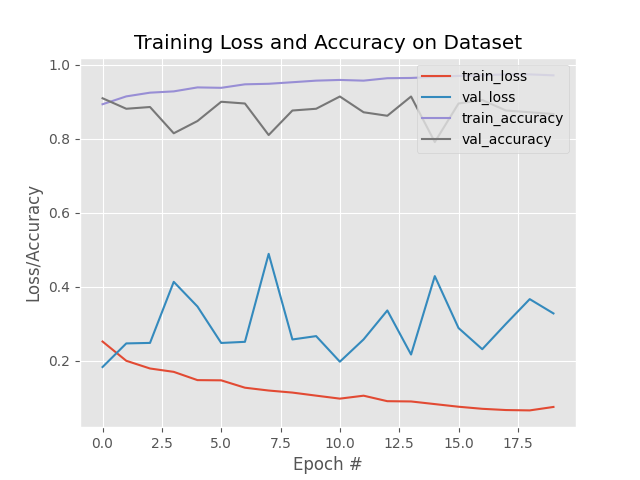 Training Loss and Accuracy on Dataset
1.0
0.8
0.6
0.4
0.2
Loss/Accuracy
train_loss
val_loss
train_accuracy
val_accuracy
0.0 2.5 5.0 7.5 10.0 12.5 15.0 17.5
Epoch #